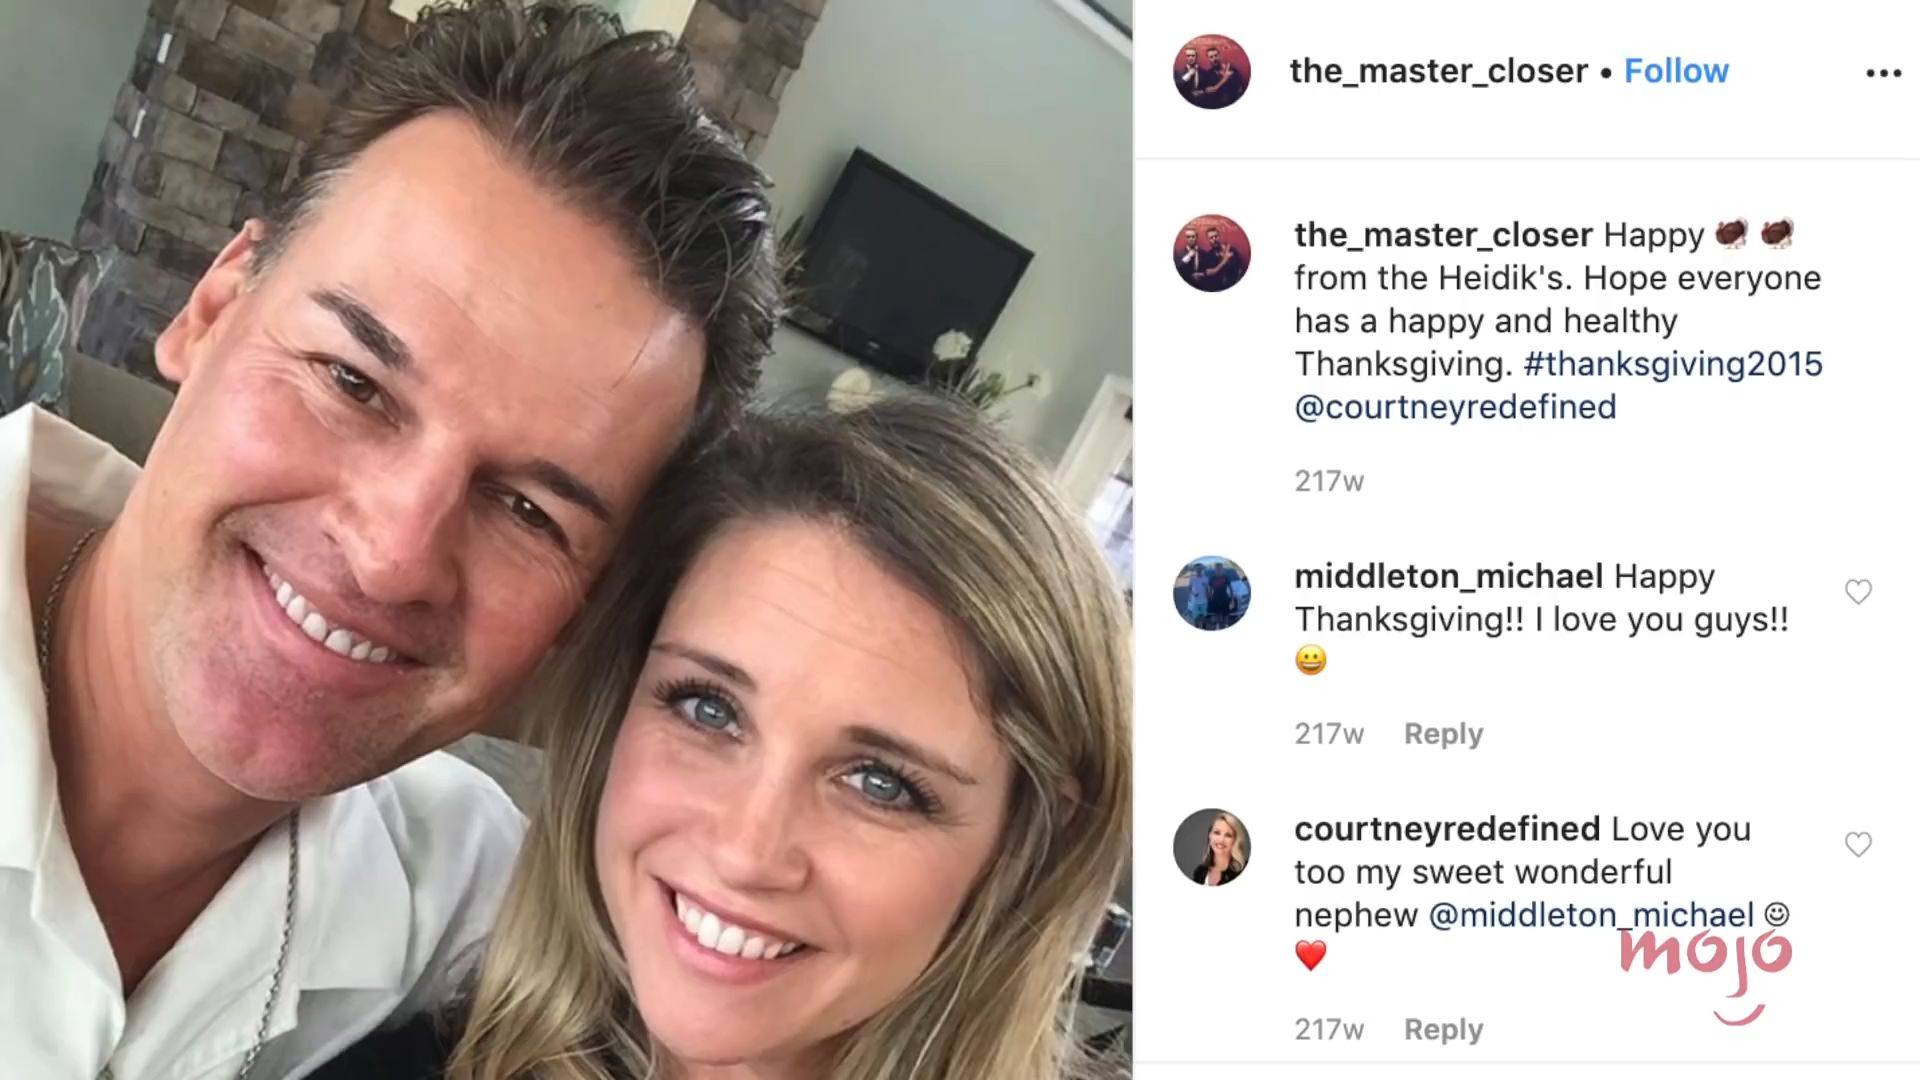 the_master_closer • Follow
the_master_closer Happy 🦃 🦃
from the Heidik's. Hope everyone
has a happy and healthy
Thanksgiving. #thanksgiving2015
@courtneyredefined
217w
middleton_michael Happy
Thanksgiving!! I love you guys!!
😀
217w Reply
courtneyredefined Love you
too my sweet wonderful
nephew @middleton_michael ☺
❤️
217w Reply
mojo